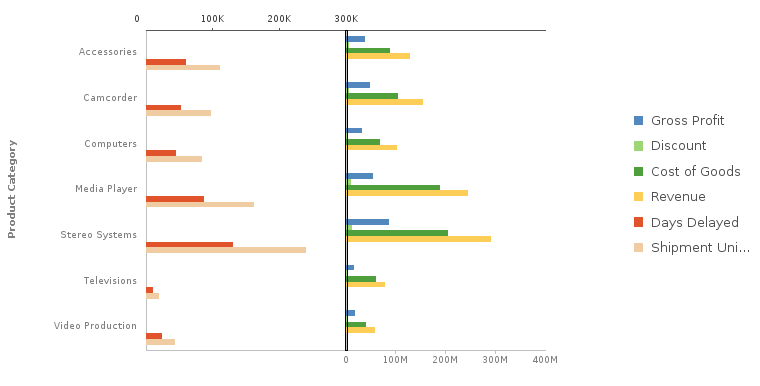 0 100K 200K 300K
Accessories
Camcorder
Computers
Media Player
Stereo Systems
Televisions
Video Production
Product Category
0 100M 200M 300M 400M
Gross Profit
Discount
Cost of Goods
Revenue
Days Delayed
Shipment Uni...